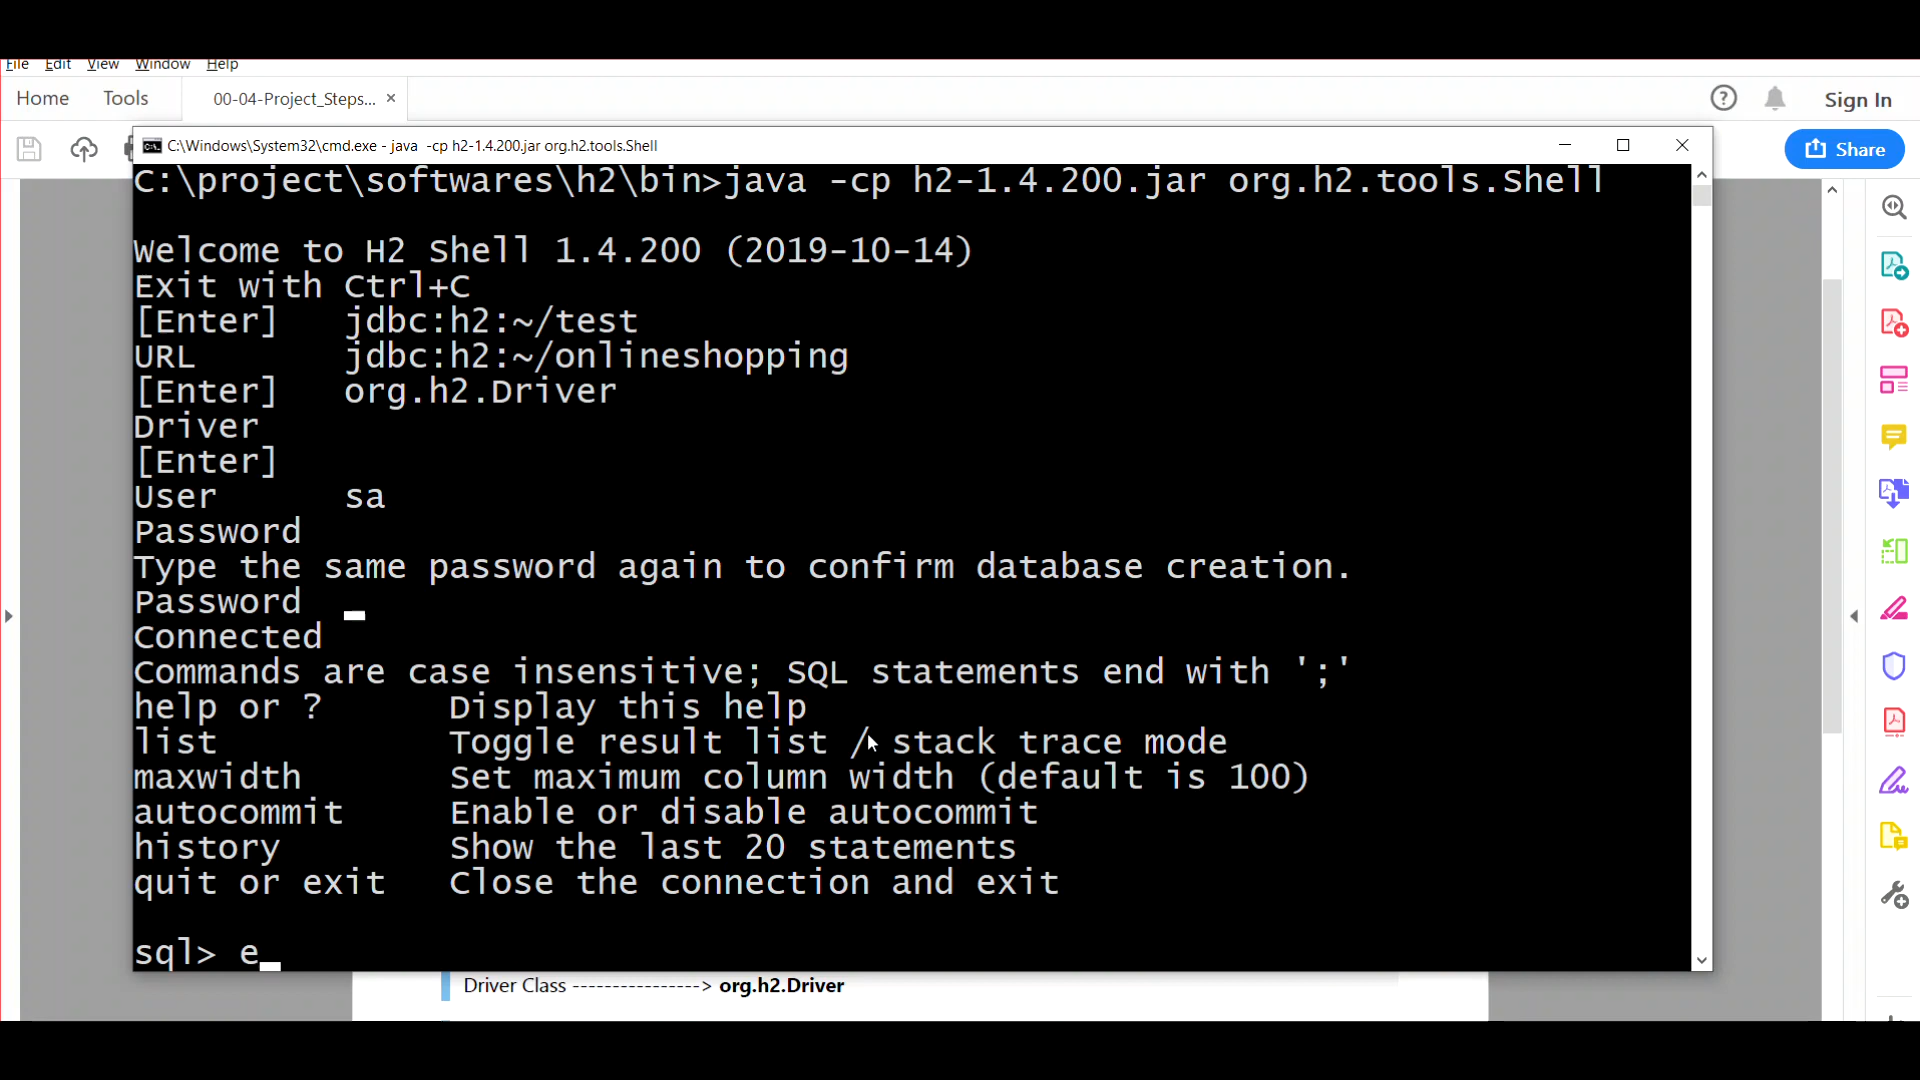 File Edit View Window Help
Home Tools 00-04-Project_Steps... × Sign In
C:\Windows\System32\cmd.exe - java -cp h2-1.4.200.jar org.h2.tools.Shell
Share
C:\project\softwares\h2\bin>java -cp h2-1.4.200.jar org.h2.tools.Shell
Welcome to H2 Shell 1.4.200 (2019-10-14)
Exit with Ctrl+C
[Enter] jdbc:h2:~/test
URL jdbc:h2:~/onlineshopping
[Enter] org.h2.Driver
Driver
[Enter]
User sa
Password
Type the same password again to confirm database creation.
Password
Connected
Commands are case insensitive; SQL statements end with ';'
help or ? Display this help
list Toggle result list / stack trace mode
maxwidth Set maximum column width (default is 100)
autocommit Enable or disable autocommit
history Show the last 20 statements
quit or exit Close the connection and exit
sql> e
Driver Class ---------------> org.h2.Driver